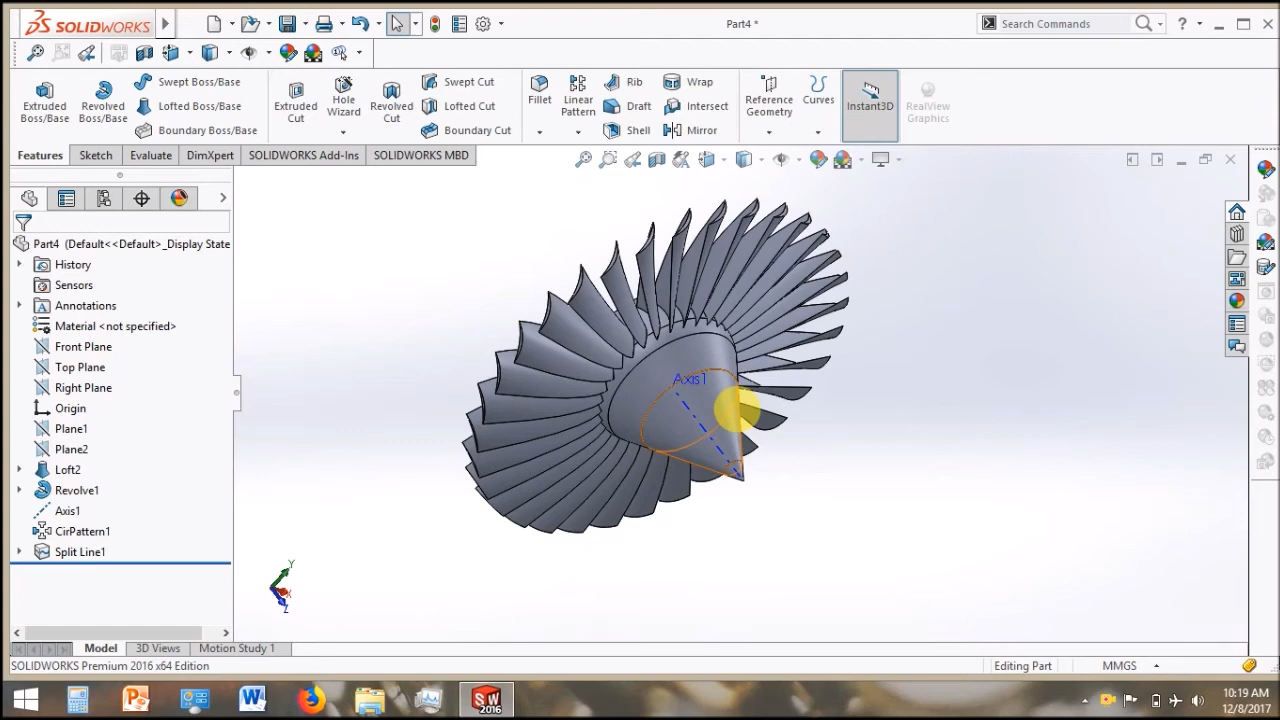 SOLIDWORKS
Part4 *
Search Commands
Extruded Boss/Base
Revolved Boss/Base
Swept Boss/Base
Lofted Boss/Base
Boundary Boss/Base
Extruded Cut
Hole Wizard
Revolved Cut
Swept Cut
Lofted Cut
Boundary Cut
Fillet
Linear Pattern
Rib
Draft
Shell
Wrap
Intersect
Mirror
Reference Geometry
Curves
Instant3D
RealView Graphics
Features
Sketch
Evaluate
DimXpert
SOLIDWORKS Add-Ins
SOLIDWORKS MBD
Part4 (Default<<Default>_Display State
History
Sensors
Annotations
Material <not specified>
Front Plane
Top Plane
Right Plane
Origin
Plane1
Plane2
Loft2
Revolve1
Axis1
CirPattern1
Split Line1
Axis1
Y
X
Z
Model
3D Views
Motion Study 1
SOLIDWORKS Premium 2016 x64 Edition
Editing Part
MMGS
SW
2016
10:19 AM
12/8/2017